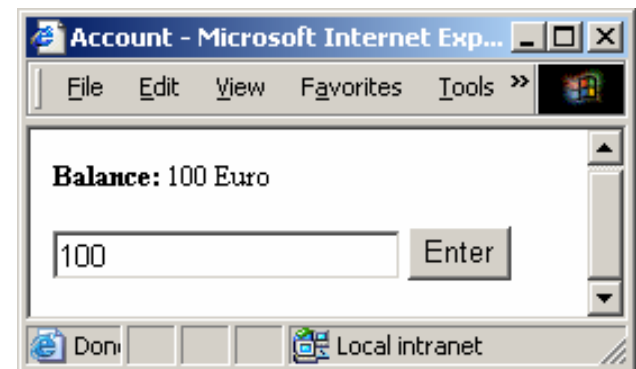 Account - Microsoft Internet Exp...
File Edit View Favorites Tools »
Balance: 100 Euro
100 Enter
Local intranet